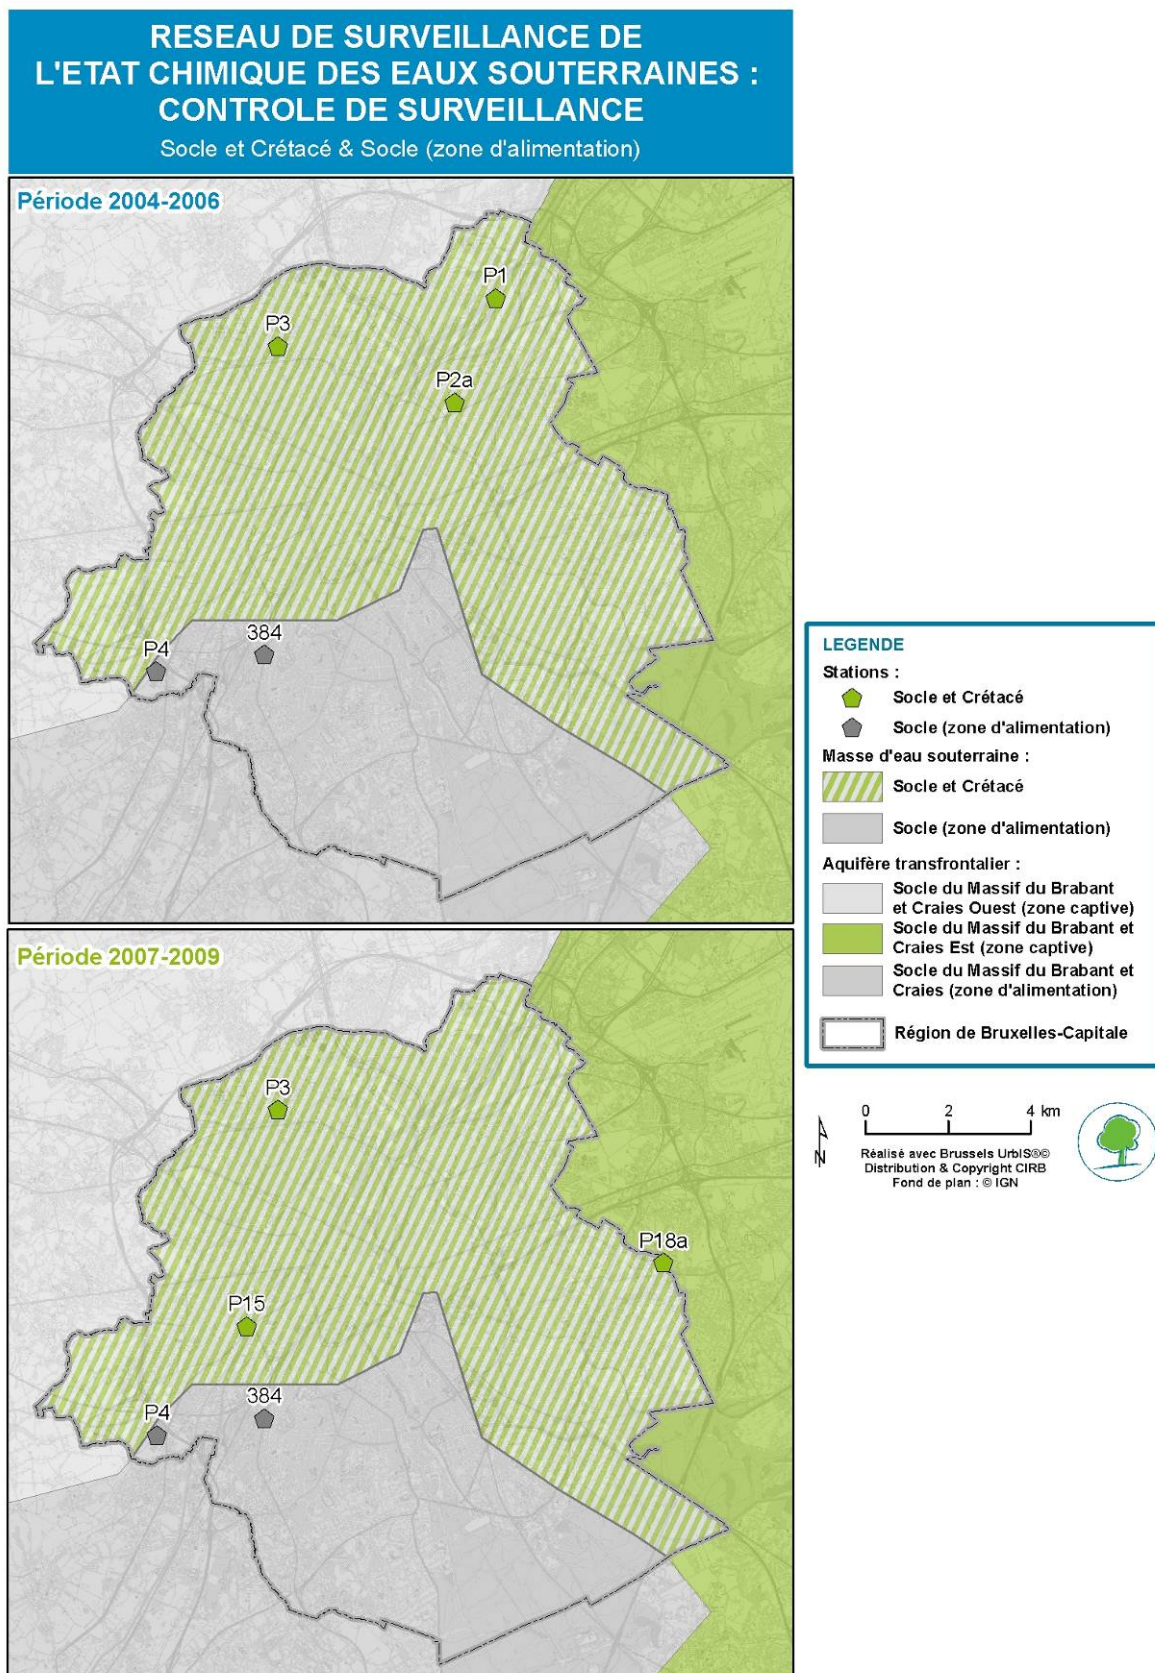 RESEAU DE SURVEILLANCE DE
L'ETAT CHIMIQUE DES EAUX SOUTERRAINES :
CONTROLE DE SURVEILLANCE
Socle et Crétacé & Socle (zone d'alimentation)
Période 2004-2006
P1
P3
P2a
384
P4
Période 2007-2009
P3
P18a
P15
384
P4
LEGENDE
Stations :
Socle et Crétacé
Socle (zone d'alimentation)
Masse d'eau souterraine :
Socle et Crétacé
Socle (zone d'alimentation)
Aquifère transfrontalier :
Socle du Massif du Brabant
et Craies Ouest (zone captive)
Socle du Massif du Brabant et
Craies Est (zone captive)
Socle du Massif du Brabant et
Craies (zone d'alimentation)
Région de Bruxelles-Capitale
0 2 4 km
N
Réalisé avec Brussels UrbIS®©
Distribution & Copyright CIRB
Fond de plan : © IGN